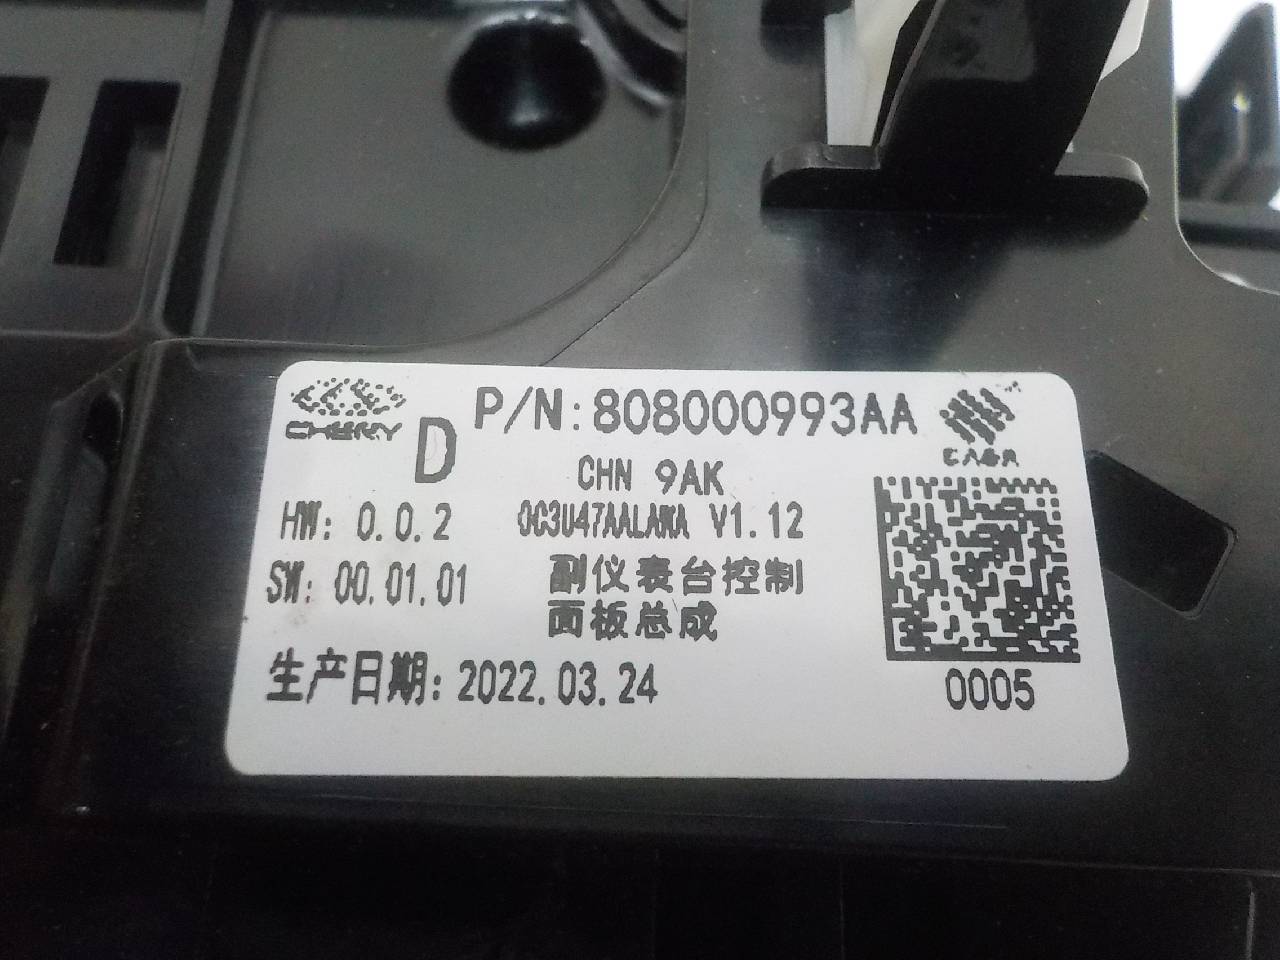 CHERY
D
P/N:808000993AA
CHN 9AK
HW: 0.0.2
V1.12
SW: 00.01.01
副仪表台控制
面板总成
生产日期: 2022.03.24
0005